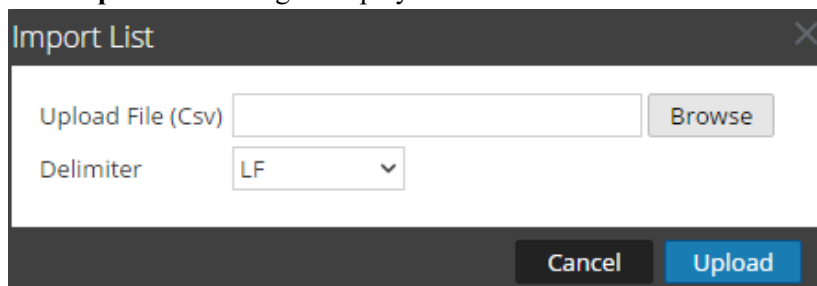 Import List
Upload File (Csv) Browse
Delimiter LF
Cancel Upload